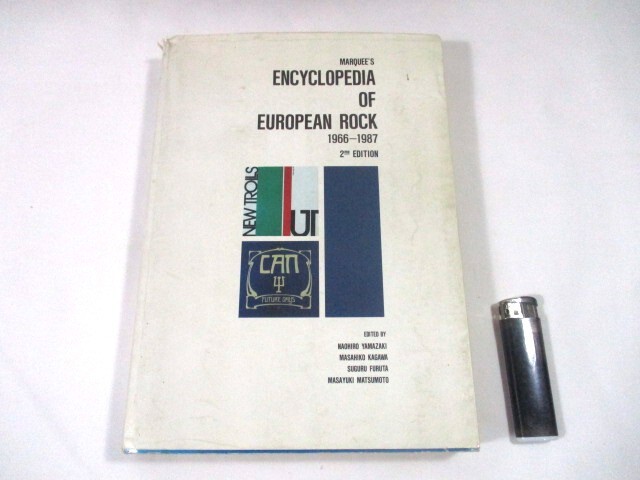 MARQUEE'S
ENCYCLOPEDIA
OF
EUROPEAN ROCK
1966–1987
2ND EDITION
NEW TROLLS
UT
CAN
FUTURE DAYS
EDITED BY
NAOHIRO YAMAZAKI
MASAHIKO KAGAWA
SUGURU FURUTA
MASAYUKI MATSUMOTO